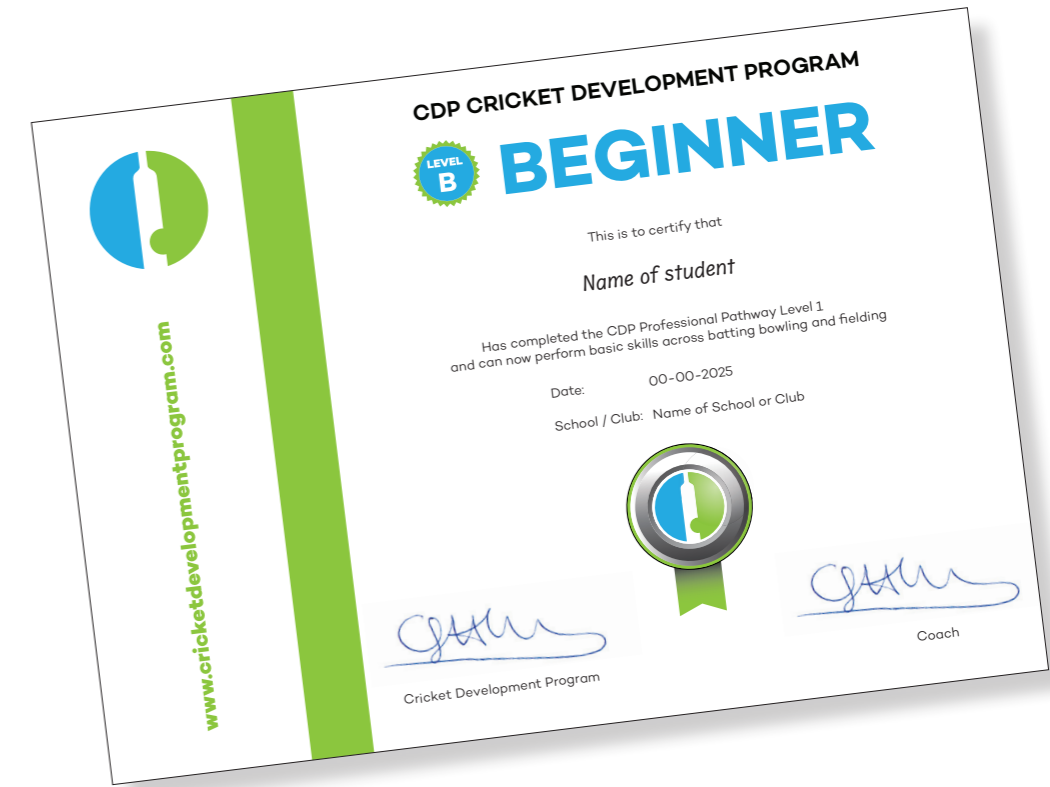 CDP CRICKET DEVELOPMENT PROGRAM
LEVEL
B
BEGINNER
This is to certify that
Name of student
Has completed the CDP Professional Pathway Level 1
and can now perform basic skills across batting bowling and fielding
Date: 00-00-2025
School / Club: Name of School or Club
Cricket Development Program
Coach
www.cricketdevelopmentprogram.com